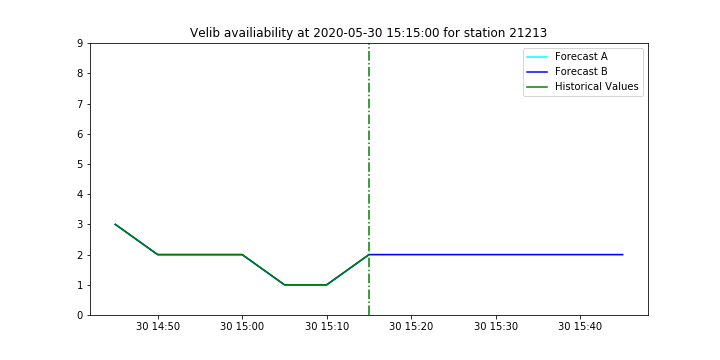 Velib availiability at 2020-05-30 15:15:00 for station 21213
9
8
7
6
5
4
3
2
1
0
Forecast A
Forecast B
Historical Values
30 14:50 30 15:00 30 15:10 30 15:20 30 15:30 30 15:40